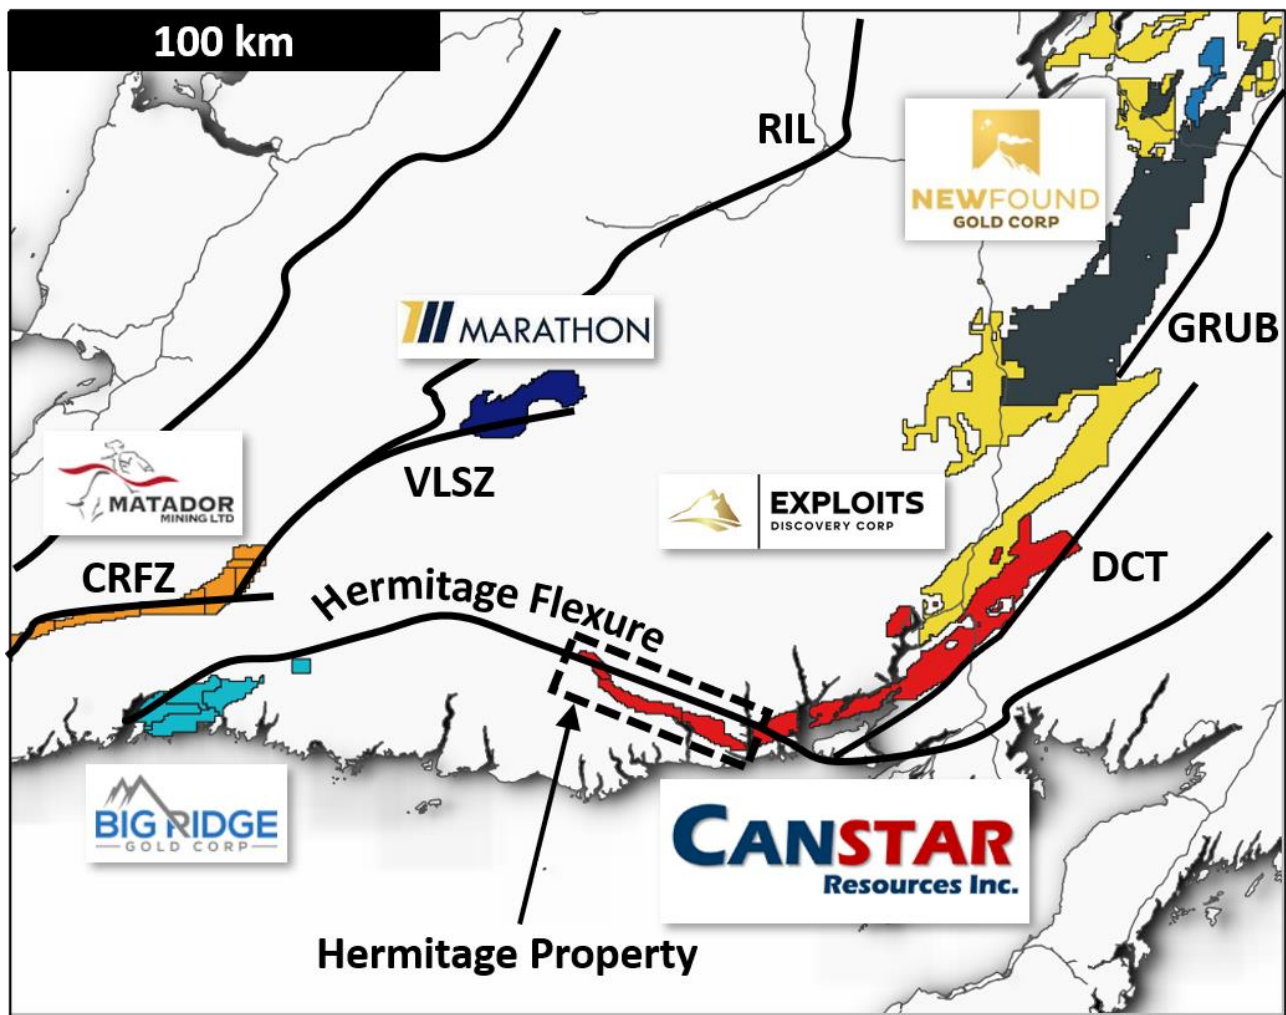 100 km
RIL
NEWFOUND
GOLD CORP
MARATHON
GRUB
VLSZ
MATADOR
MINING LTD
EXPLOITS
DISCOVERY CORP
CRFZ
DCT
Hermitage Flexure
BIG RIDGE
GOLD CORP
CANSTAR
Resources Inc.
Hermitage Property